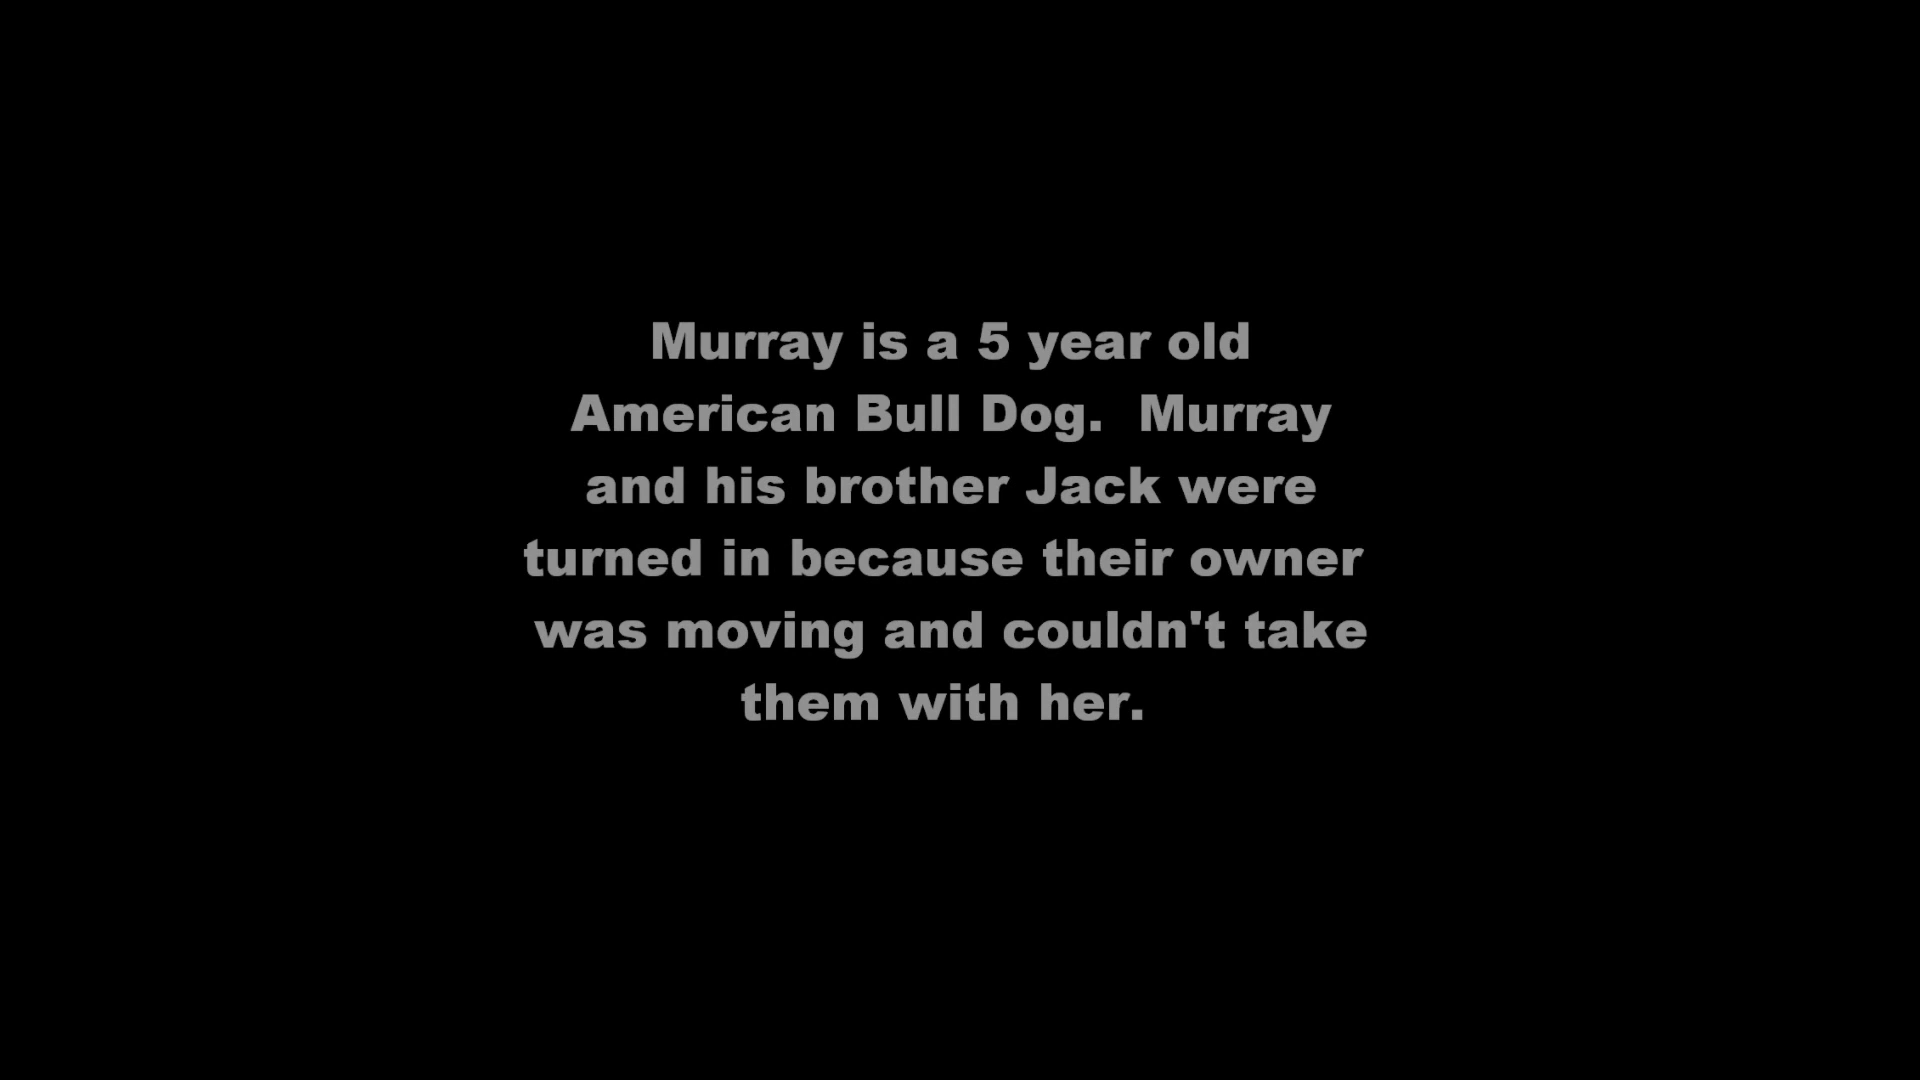 Murray is a 5 year old
American Bull Dog.  Murray
and his brother Jack were
turned in because their owner
was moving and couldn't take
them with her.